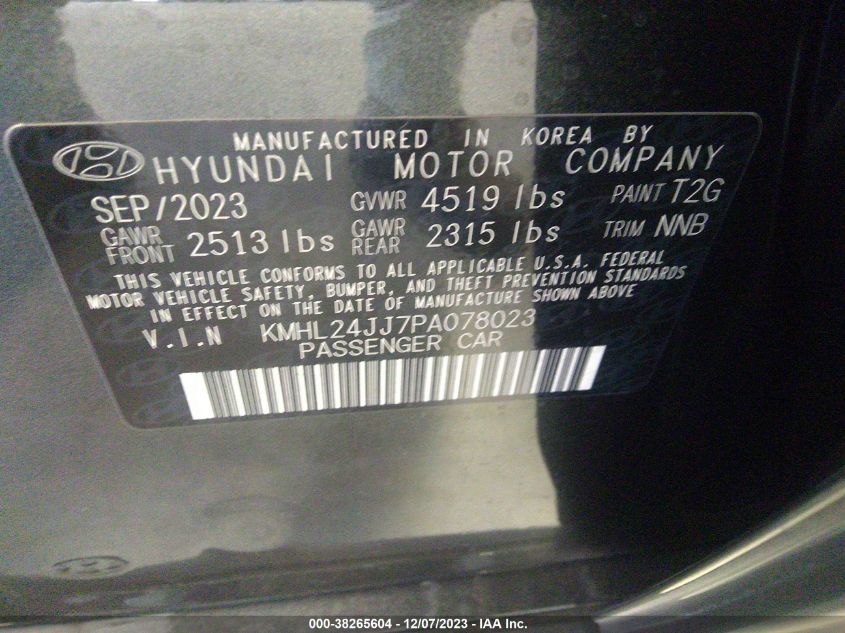 MANUFACTURED IN KOREA BY
HYUNDAI MOTOR COMPANY
SEP/2023 GVWR 4519 lbs PAINT T2G
GAWR FRONT 2513 lbs GAWR REAR 2315 lbs TRIM NNB
THIS VEHICLE CONFORMS TO ALL APPLICABLE U.S.A. FEDERAL
MOTOR VEHICLE SAFETY, BUMPER, AND THEFT PREVENTION STANDARDS
IN EFFECT ON THE DATE OF MANUFACTURE SHOWN ABOVE
V.I.N KMHL24JJ7PA078023
PASSENGER CAR
000-38265604 - 12/07/2023 - IAA Inc.